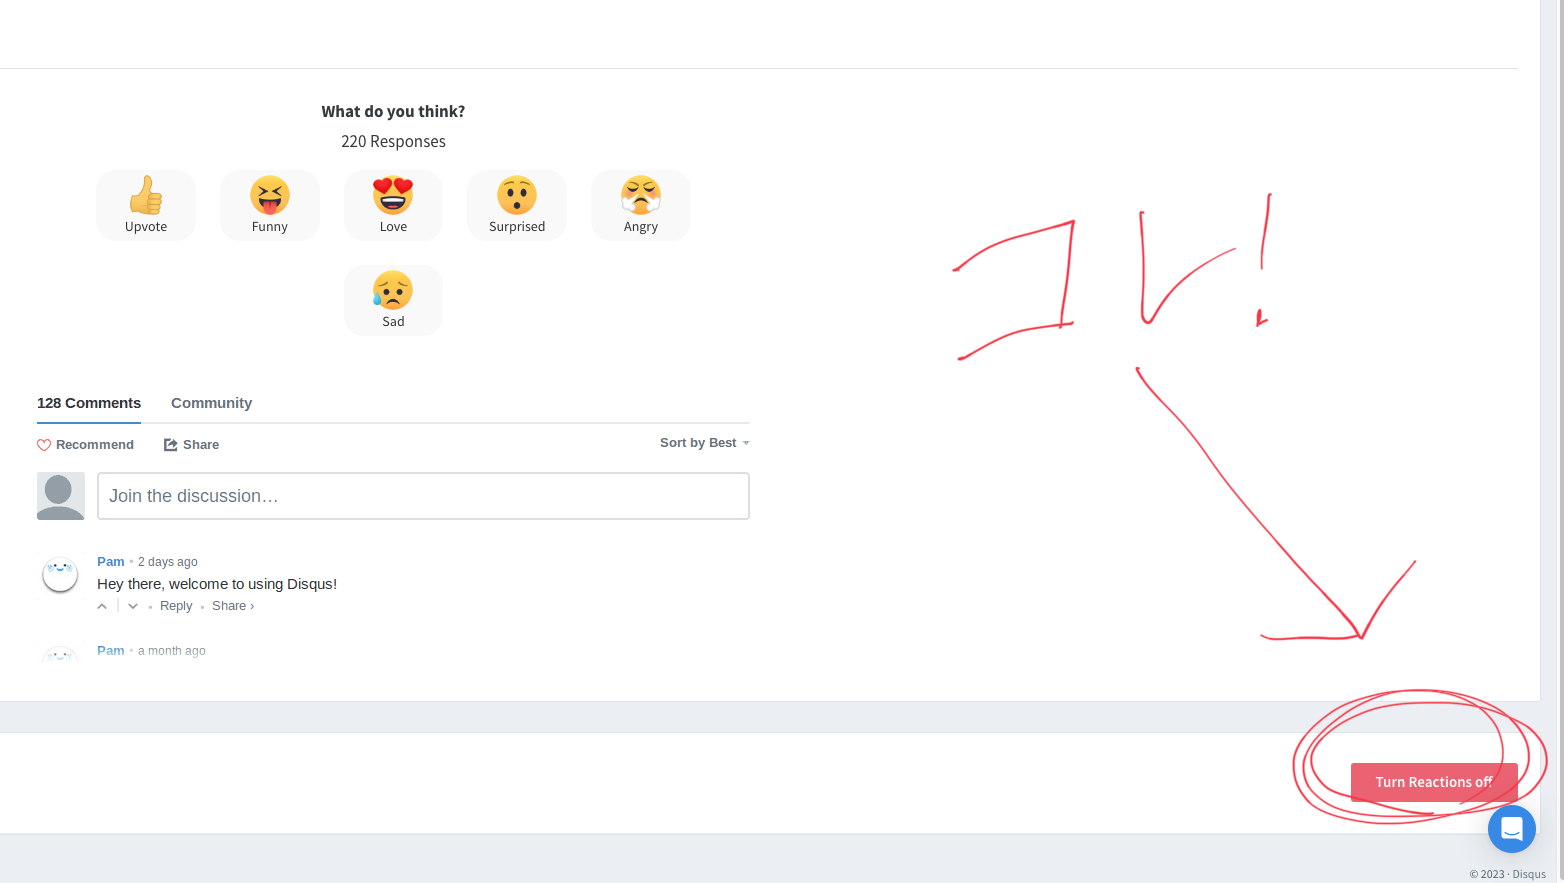 What do you think?
220 Responses
Upvote Funny Love Surprised Angry
Sad
128 Comments Community
Recommend Share Sort by Best
Join the discussion…
Pam • 2 days ago
Hey there, welcome to using Disqus!
Reply • Share ›
Pam • a month ago
Turn Reactions off
© 2023 · Disqus